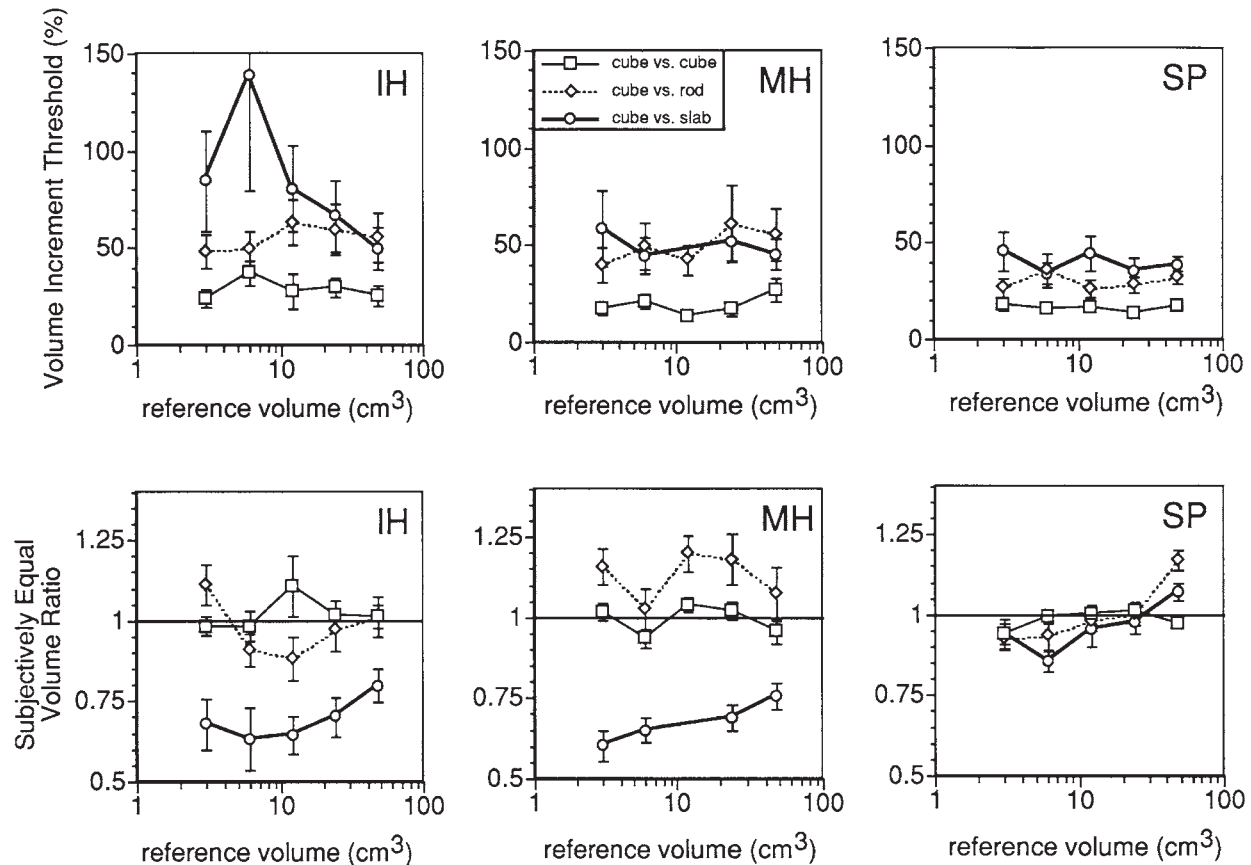 Volume Increment Threshold (%)
150
100
50
0
IH
1
10
100
reference volume (cm³)
150
100
50
0
cube vs. cube
cube vs. rod
cube vs. slab
MH
1
10
100
reference volume (cm³)
150
100
50
0
SP
1
10
100
reference volume (cm³)
Subjectively Equal
Volume Ratio
1.25
1
0.75
0.5
IH
1
10
100
reference volume (cm³)
1.25
1
0.75
0.5
MH
1
10
100
reference volume (cm³)
1.25
1
0.75
0.5
SP
1
10
100
reference volume (cm³)